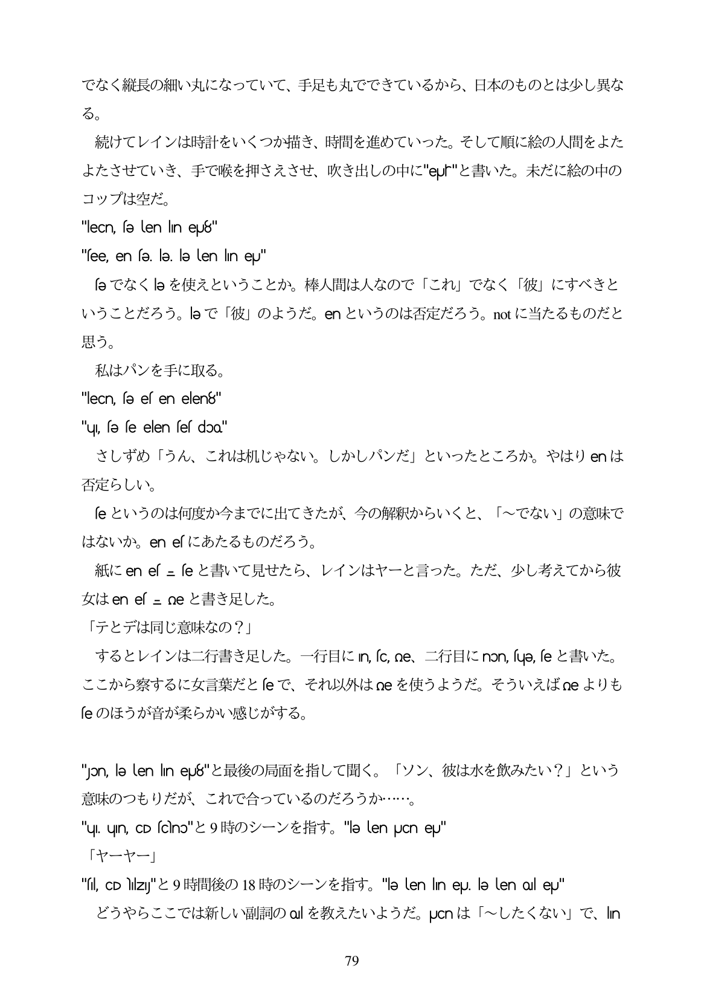 でなく縦長の細い丸になっていて、手足も丸でできているから、日本のものとは少し異な
る。
続けてレインは時計をいくつか描き、時間を進めていった。そして順に絵の人間をよた
よたさせていき、手で喉を押さえさせ、吹き出しの中に"eµr"と書いた。未だに絵の中の
コップは空だ。
"lecn, ſə len lın eµ8"
"ſee, en ſə. lə. lə len lın eµ"
ſə でなく lə を使えということか。棒人間は人なので「これ」でなく「彼」にすべきと
いうことだろう。lə で「彼」のようだ。en というのは否定だろう。not に当たるものだと
思う。
私はパンを手に取る。
"lecn, ſə eſ en elen8"
"ɥı, ſə ſe elen ſeſ dɔɑ"
さしずめ「うん、これは机じゃない。しかしパンだ」といったところか。やはり en は
否定らしい。
ſe というのは何度か今までに出てきたが、今の解釈からいくと、「～でない」の意味で
はないか。en eſ にあたるものだろう。
紙に en eſ = ſe と書いて見せたら、レインはヤーと言った。ただ、少し考えてから彼
女は en eſ = ɷe と書き足した。
「テとデは同じ意味なの？」
するとレインは二行書き足した。一行目に ın, ſc, ɷe、二行目に nɔn, ſɥə, ſe と書いた。
ここから察するに女言葉だと ſe で、それ以外は ɷe を使うようだ。そういえば ɷe よりも
ſe のほうが音が柔らかい感じがする。
"ȷɔn, lə len lın eµ8"と最後の局面を指して聞く。「ソン、彼は水を飲みたい？」という
意味のつもりだが、これで合っているのだろうか……。
"ɥı. ɥın, cɒ ſclnɔ"と 9 時のシーンを指す。"lə len µcn eµ"
「ヤーヤー」
"ſıl, cɒ lılzıȷ"と 9 時間後の 18 時のシーンを指す。"lə len lın eµ. lə len ɑıl eµ"
どうやらここでは新しい副詞の ɑıl を教えたいようだ。µcn は「～したくない」で、lın
79